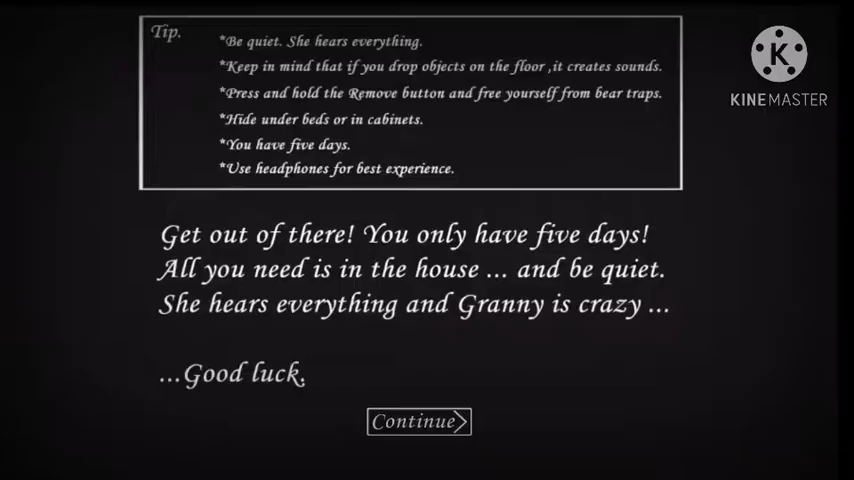 Tip.
*Be quiet. She hears everything.
*Keep in mind that if you drop objects on the floor ,it creates sounds.
*Press and hold the Remove button and free yourself from bear traps.
*Hide under beds or in cabinets.
*You have five days.
*Use headphones for best experience.
K
KINEMASTER
Get out of there! You only have five days!
All you need is in the house ... and be quiet.
She hears everything and Granny is crazy ...
...Good luck.
Continue